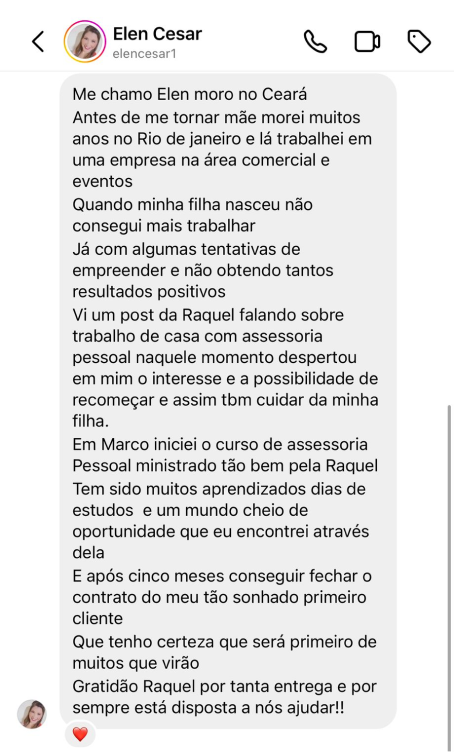 Elen Cesar
elencesar1
Me chamo Elen moro no Ceará
Antes de me tornar mãe morei muitos
anos no Rio de janeiro e lá trabalhei em
uma empresa na área comercial e
eventos
Quando minha filha nasceu não
consegui mais trabalhar
Já com algumas tentativas de
empreender e não obtendo tantos
resultados positivos
Vi um post da Raquel falando sobre
trabalho de casa com assessoria
pessoal naquele momento despertou
em mim o interesse e a possibilidade de
recomeçar e assim tbm cuidar da minha
filha.
Em Marco iniciei o curso de assessoria
Pessoal ministrado tão bem pela Raquel
Tem sido muitos aprendizados dias de
estudos  e um mundo cheio de
oportunidade que eu encontrei através
dela
E após cinco meses conseguir fechar o
contrato do meu tão sonhado primeiro
cliente
Que tenho certeza que será primeiro de
muitos que virão
Gratidão Raquel por tanta entrega e por
sempre está disposta a nós ajudar!!